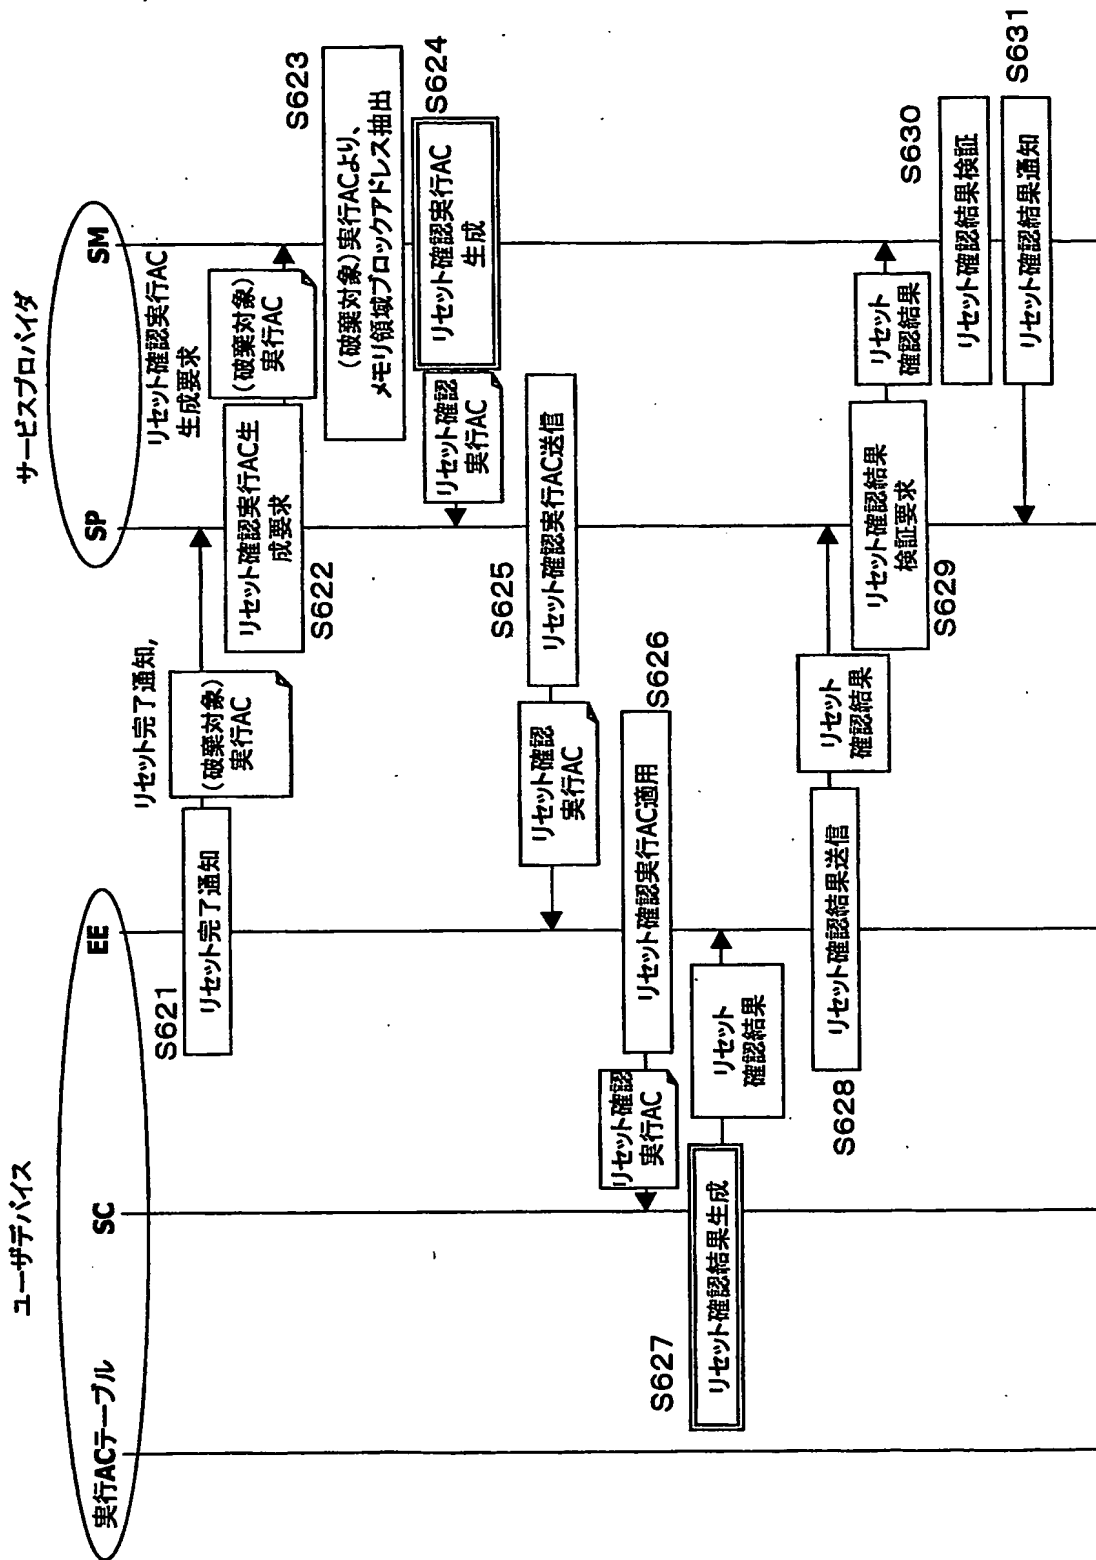 ユーザデバイス
サービスプロバイダ
実行ACテーブル
SC
EE
SP
SM
S621
リセット完了通知
リセット完了通知,
(破棄対象)
実行AC
リセット確認実行AC生
成要求
S622
リセット確認実行AC
生成要求
(破棄対象)
実行AC
S623
(破棄対象)実行ACより、
メモリ領域ブロックアドレス抽出
S624
リセット確認実行AC
生成
リセット確認
実行AC
S625
リセット確認実行AC送信
リセット確認
実行AC
S626
リセット確認実行AC適用
リセット確認
実行AC
S627
リセット確認結果生成
リセット
確認結果
S628
リセット確認結果送信
リセット
確認結果
リセット確認結果
検証要求
S629
リセット
確認結果
S630
リセット確認結果検証
S631
リセット確認結果通知